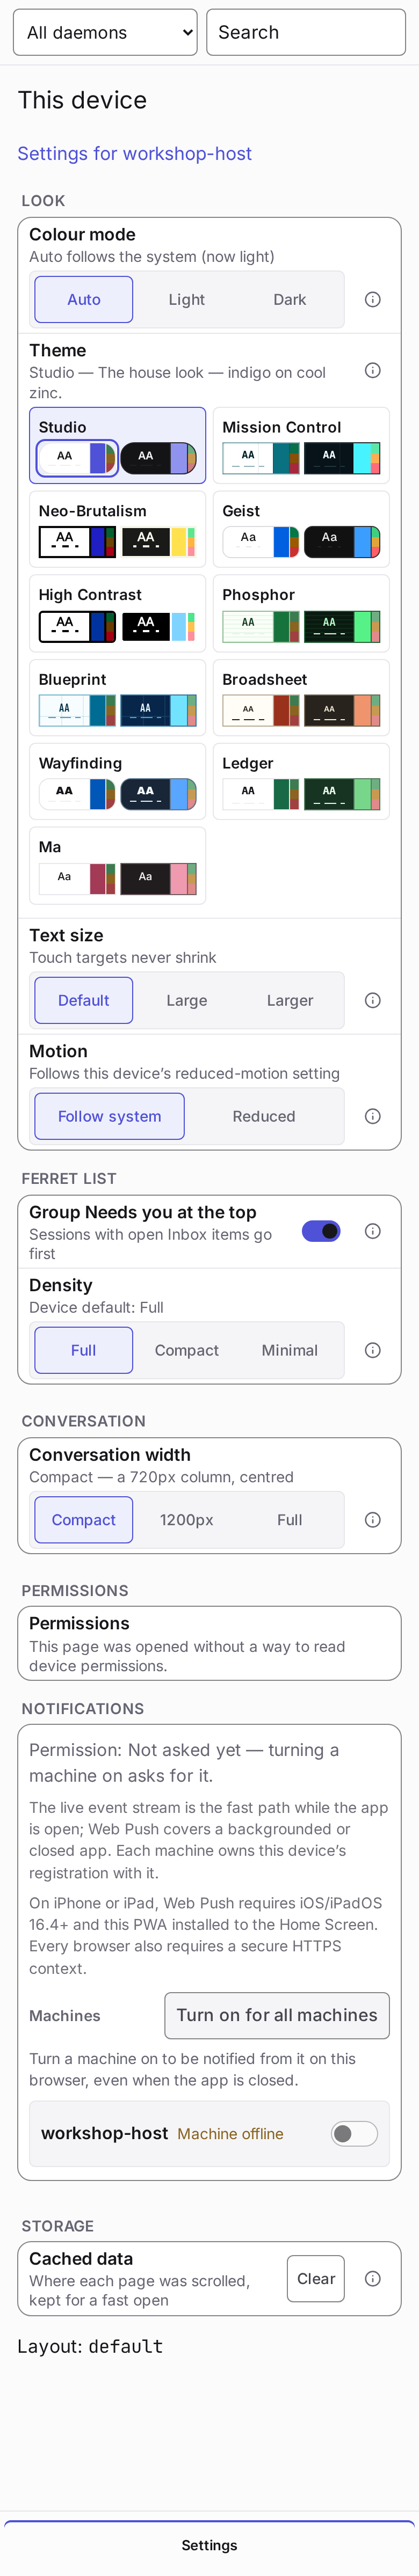 All daemons
Search
This device
Settings for workshop-host
LOOK
Colour mode
Auto follows the system (now light)
Auto
Light
Dark
Theme
Studio — The house look — indigo on cool
zinc.
Studio
AA
AA
Mission Control
AA
AA
Neo-Brutalism
AA
AA
Geist
Aa
Aa
High Contrast
AA
AA
Phosphor
AA
AA
Blueprint
AA
AA
Broadsheet
AA
AA
Wayfinding
AA
AA
Ledger
AA
AA
Ma
Aa
Aa
Text size
Touch targets never shrink
Default
Large
Larger
Motion
Follows this device’s reduced-motion setting
Follow system
Reduced
FERRET LIST
Group Needs you at the top
Sessions with open Inbox items go
first
Density
Device default: Full
Full
Compact
Minimal
CONVERSATION
Conversation width
Compact — a 720px column, centred
Compact
1200px
Full
PERMISSIONS
Permissions
This page was opened without a way to read
device permissions.
NOTIFICATIONS
Permission: Not asked yet — turning a
machine on asks for it.
The live event stream is the fast path while the app
is open; Web Push covers a backgrounded or
closed app. Each machine owns this device’s
registration with it.
On iPhone or iPad, Web Push requires iOS/iPadOS
16.4+ and this PWA installed to the Home Screen.
Every browser also requires a secure HTTPS
context.
Machines
Turn on for all machines
Turn a machine on to be notified from it on this
browser, even when the app is closed.
workshop-host Machine offline
STORAGE
Cached data
Where each page was scrolled,
kept for a fast open
Clear
Layout: default
Settings